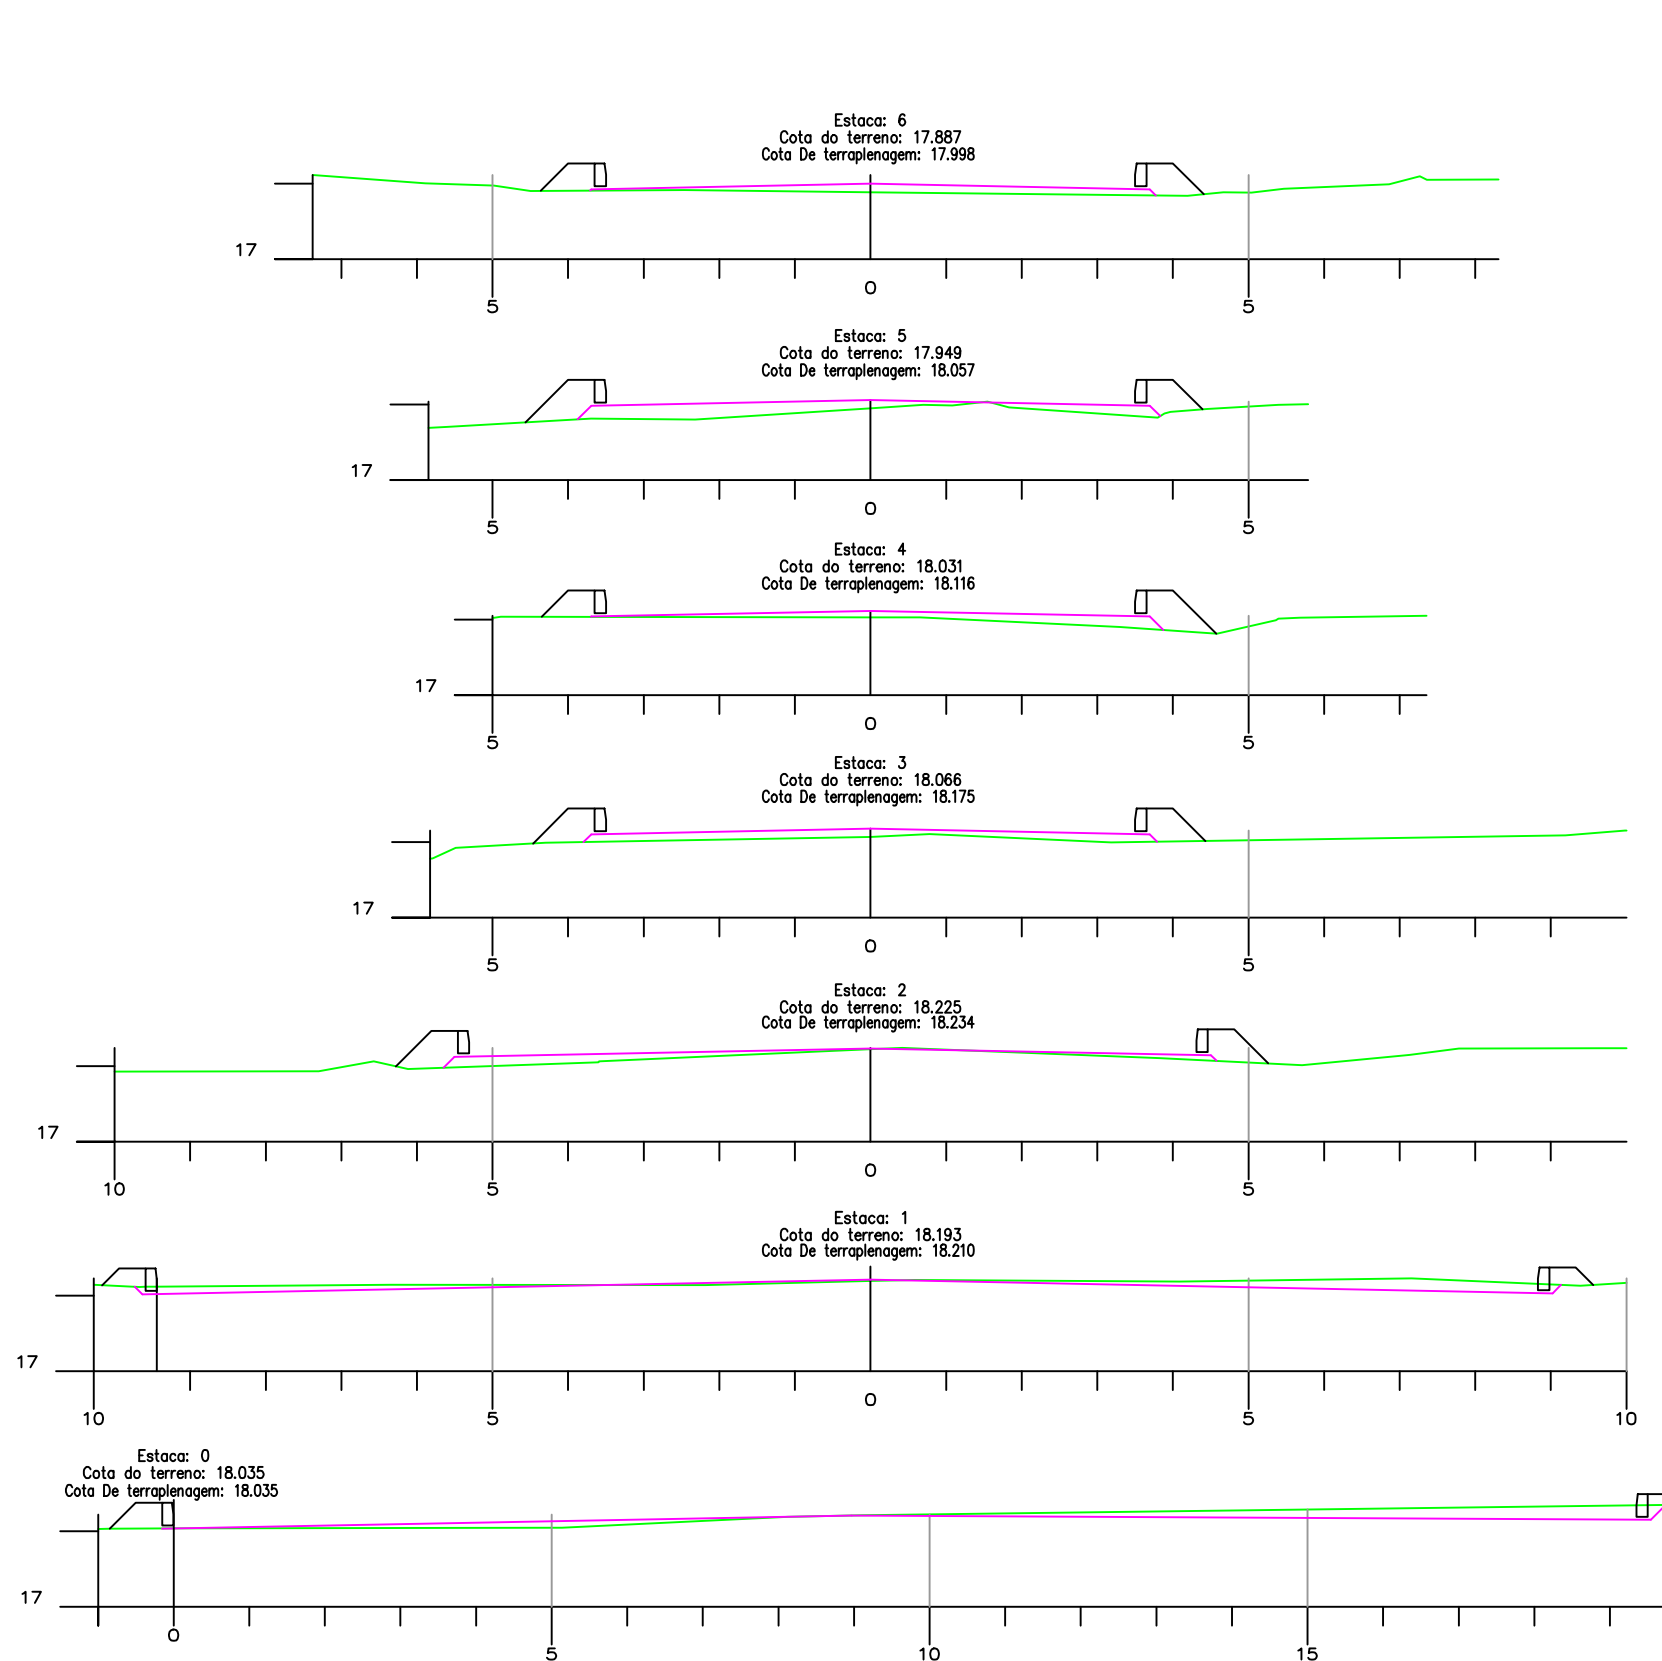 Estaca: 6
Cota do terreno: 17.887
Cota De terraplenagem: 17.998
17
0
5 5
Estaca: 5
Cota do terreno: 17.949
Cota De terraplenagem: 18.057
17
0
5 5
Estaca: 4
Cota do terreno: 18.031
Cota De terraplenagem: 18.116
17
0
5 5
Estaca: 3
Cota do terreno: 18.066
Cota De terraplenagem: 18.175
17
0
5 5
Estaca: 2
Cota do terreno: 18.225
Cota De terraplenagem: 18.234
17
0
10 5 5
Estaca: 1
Cota do terreno: 18.193
Cota De terraplenagem: 18.210
17
0
10 5 5 10
Estaca: 0
Cota do terreno: 18.035
Cota De terraplenagem: 18.035
17
0
5 10 15